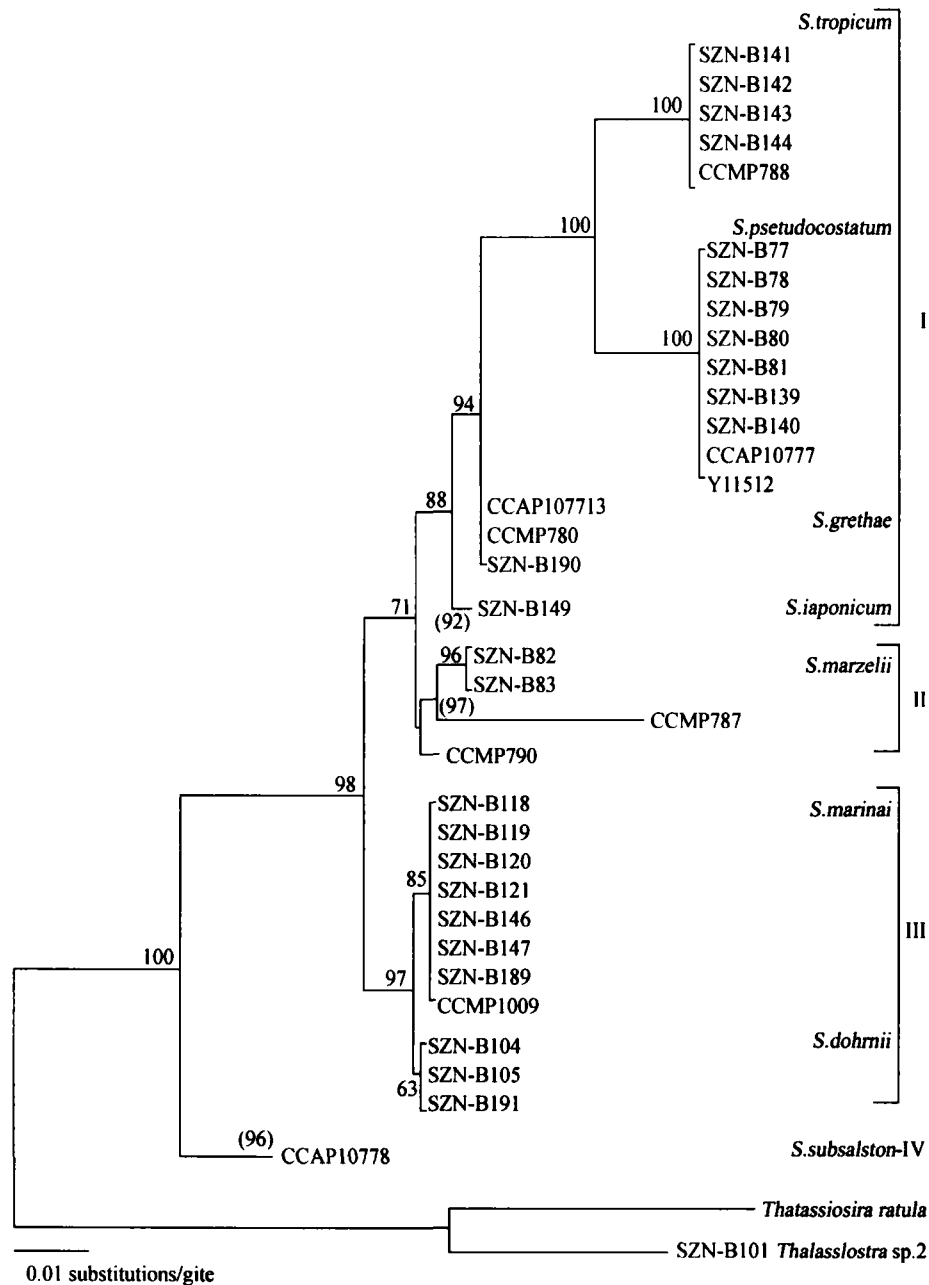 S.tropicum
SZN-B141
SZN-B142
100
SZN-B143
SZN-B144
CCMP788
S.psetudocostatum
100
SZN-B77
SZN-B78
SZN-B79
I
SZN-B80
100
SZN-B81
SZN-B139
94
SZN-B140
CCAP10777
Y11512
88
CCAP107713
S.grethae
CCMP780
SZN-B190
71
SZN-B149
S.iaponicum
(92)
96
SZN-B82
S.marzelii
SZN-B83
II
(97)
CCMP787
CCMP790
98
SZN-B118
S.marinai
SZN-B119
SZN-B120
85
SZN-B121
SZN-B146
III
SZN-B147
100
97
SZN-B189
CCMP1009
SZN-B104
S.dohrnii
SZN-B105
63
SZN-B191
(96)
CCAP10778
S.subsalston-IV
Thatassiosira ratula
SZN-B101 Thalasslostra sp.2
0.01 substitutions/gite